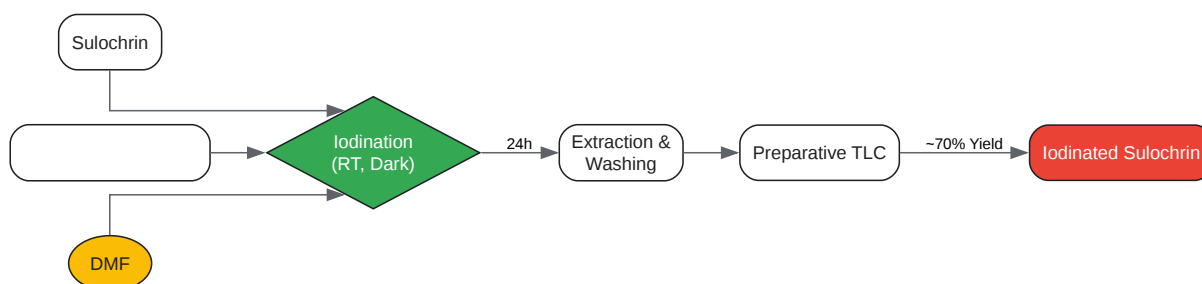 Sulochrin
Iodination
(RT, Dark)
24h
Extraction &
Washing
Preparative TLC
~70% Yield
Iodinated Sulochrin
DMF